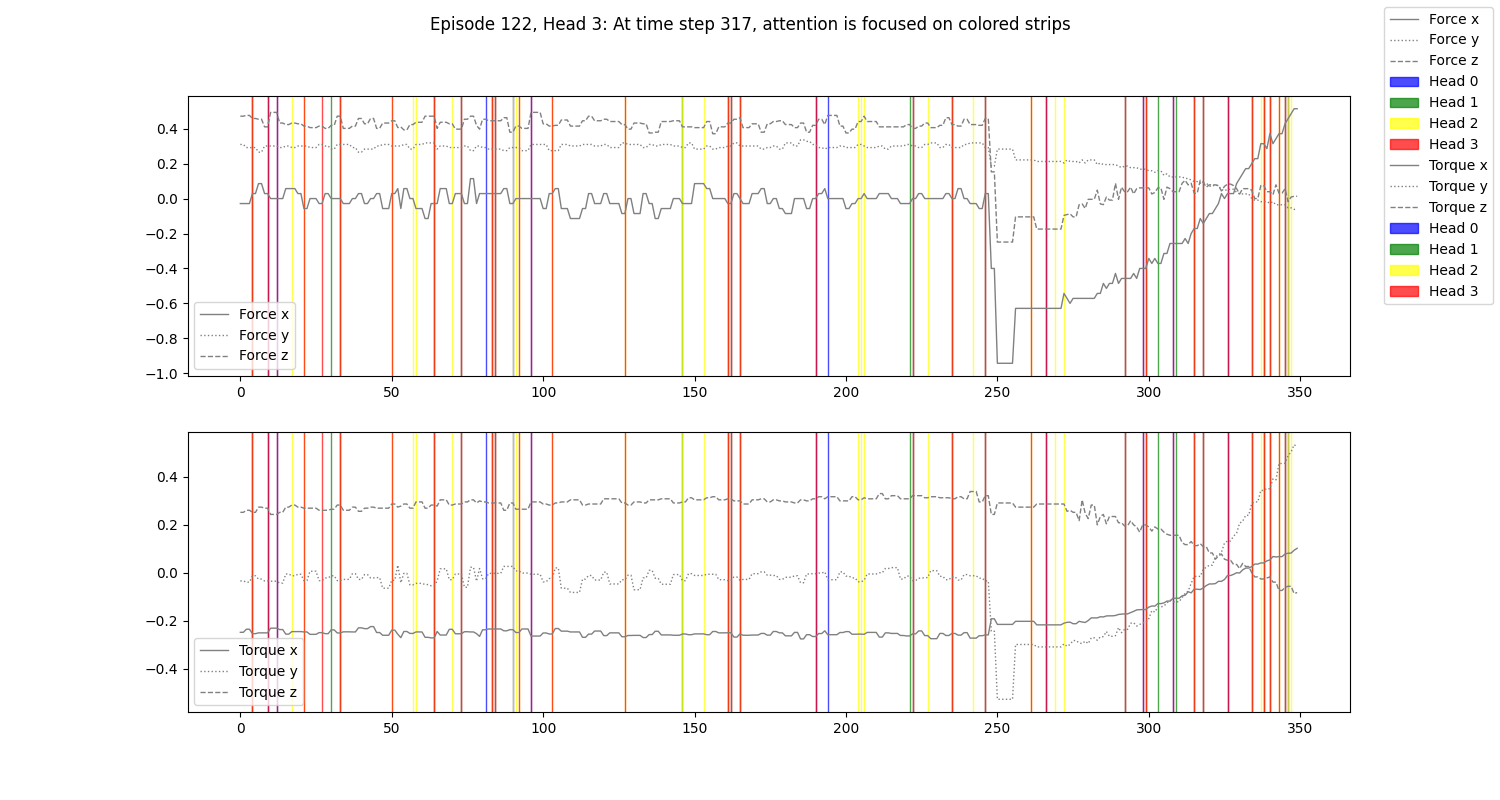 Episode 122, Head 3: At time step 317, attention is focused on colored strips
Force x
Force y
Force z
Head 0
Head 1
Head 2
Head 3
Torque x
Torque y
Torque z
Head 0
Head 1
Head 2
Head 3
0.4
0.2
0.0
−0.2
−0.4
−0.6
−0.8
−1.0
Force x
Force y
Force z
0 50 100 150 200 250 300 350
0.4
0.2
0.0
−0.2
−0.4
Torque x
Torque y
Torque z
0 50 100 150 200 250 300 350